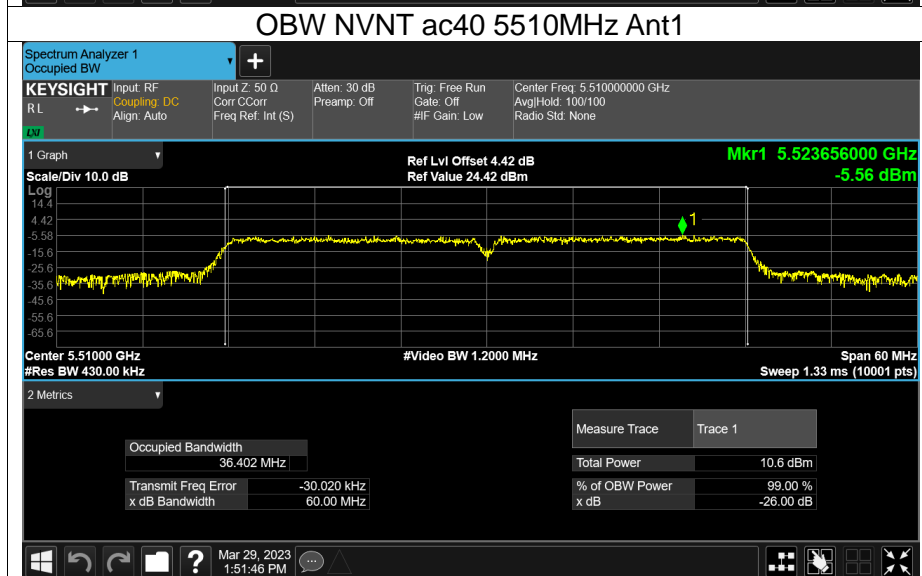 OBW NVNT ac40 5510MHz Ant1
Spectrum Analyzer 1
Occupied BW
+
KEYSIGHT
R L
LXI
Input: RF
Coupling: DC
Align: Auto
Input Z: 50 Ω
Corr CCorr
Freq Ref: Int (S)
Atten: 30 dB
Preamp: Off
Trig: Free Run
Gate: Off
#IF Gain: Low
Center Freq: 5.510000000 GHz
Avg|Hold: 100/100
Radio Std: None
1 Graph
Scale/Div 10.0 dB
Ref Lvl Offset 4.42 dB
Ref Value 24.42 dBm
Mkr1 5.523656000 GHz
-5.56 dBm
Log
14.4
4.42
-5.58
-15.6
-25.6
-35.6
-45.6
-55.6
-65.6
1
Center 5.51000 GHz
#Res BW 430.00 kHz
#Video BW 1.2000 MHz
Span 60 MHz
Sweep 1.33 ms (10001 pts)
2 Metrics
Measure Trace Trace 1
Occupied Bandwidth
36.402 MHz
Total Power 10.6 dBm
Transmit Freq Error -30.020 kHz
% of OBW Power 99.00 %
x dB Bandwidth 60.00 MHz
x dB -26.00 dB
?
Mar 29, 2023
1:51:46 PM